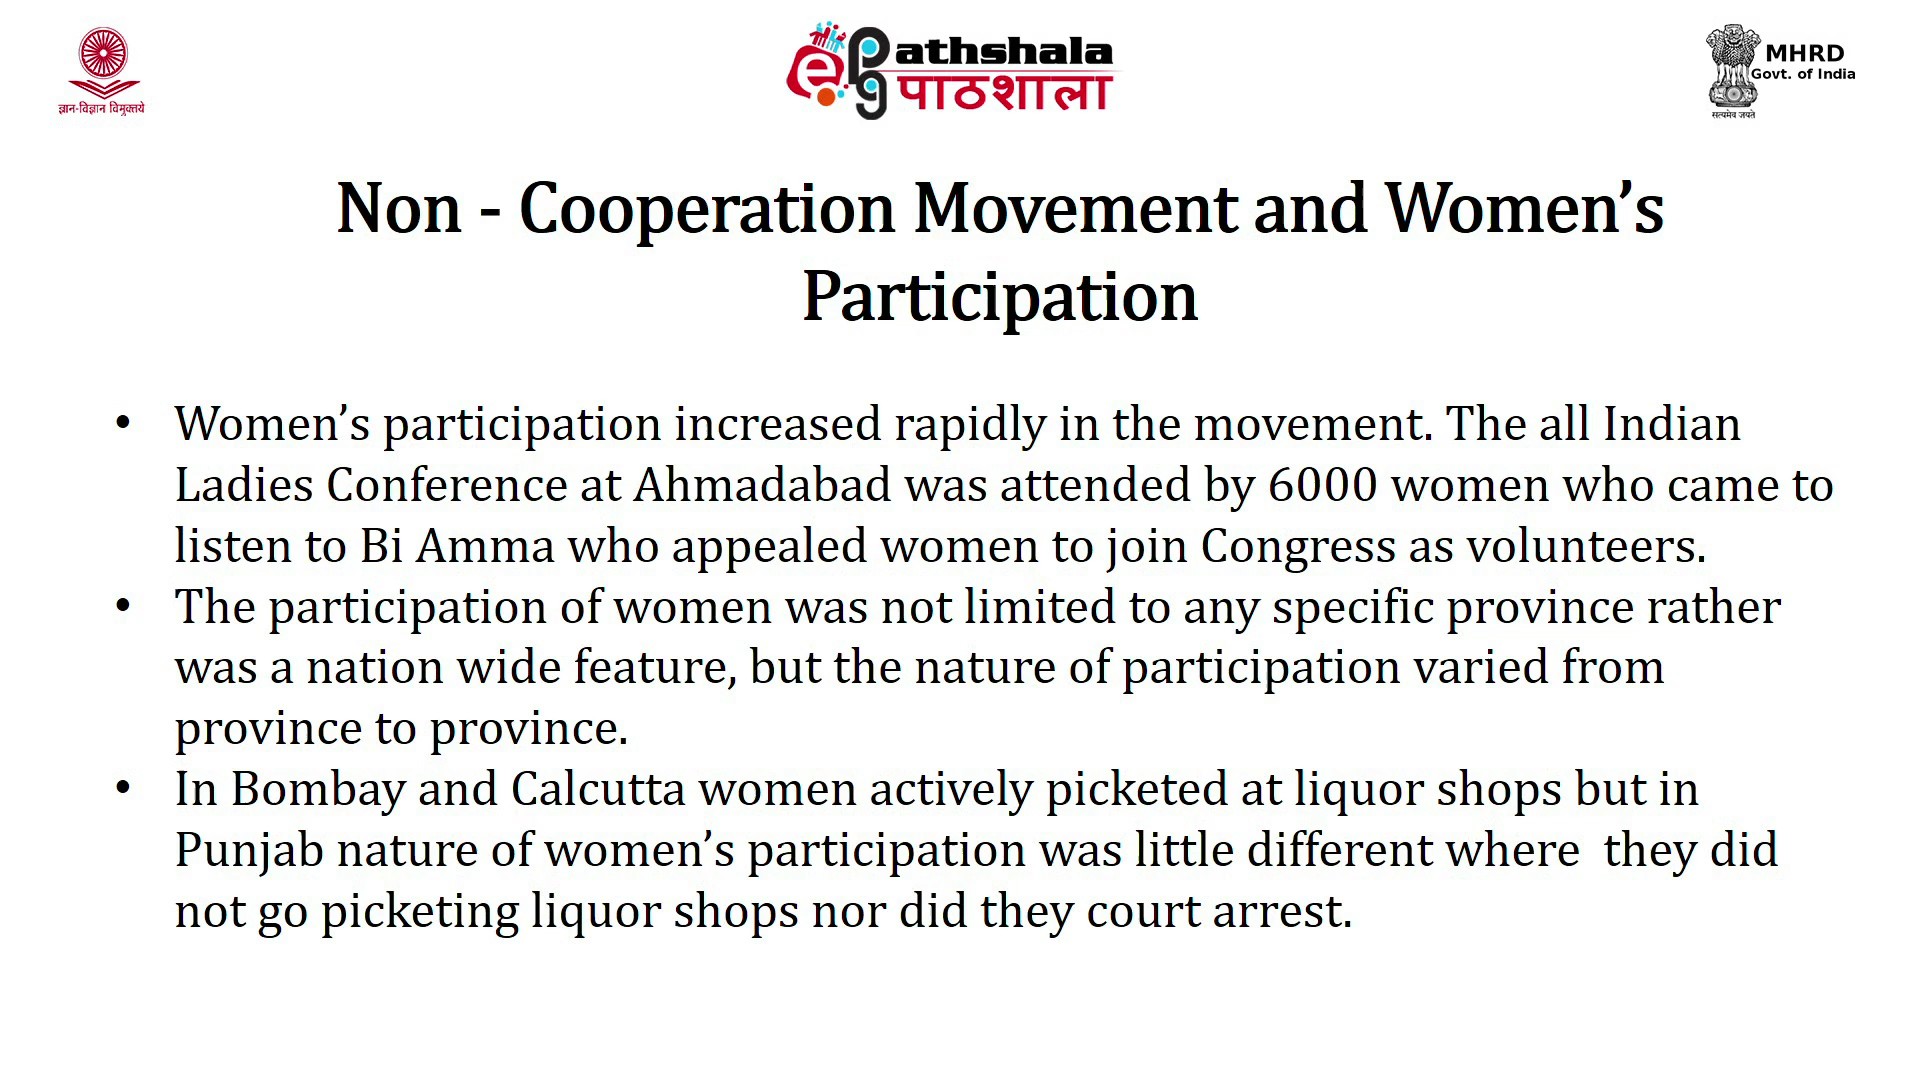 ज्ञान-विज्ञान विमुक्तये
ePGathshala
पाठशाला
MHRD
Govt. of India
सत्यमेव जयते
Non - Cooperation Movement and Women’s
Participation
• Women’s participation increased rapidly in the movement. The all Indian
Ladies Conference at Ahmadabad was attended by 6000 women who came to
listen to Bi Amma who appealed women to join Congress as volunteers.
• The participation of women was not limited to any specific province rather
was a nation wide feature, but the nature of participation varied from
province to province.
• In Bombay and Calcutta women actively picketed at liquor shops but in
Punjab nature of women’s participation was little different where  they did
not go picketing liquor shops nor did they court arrest.